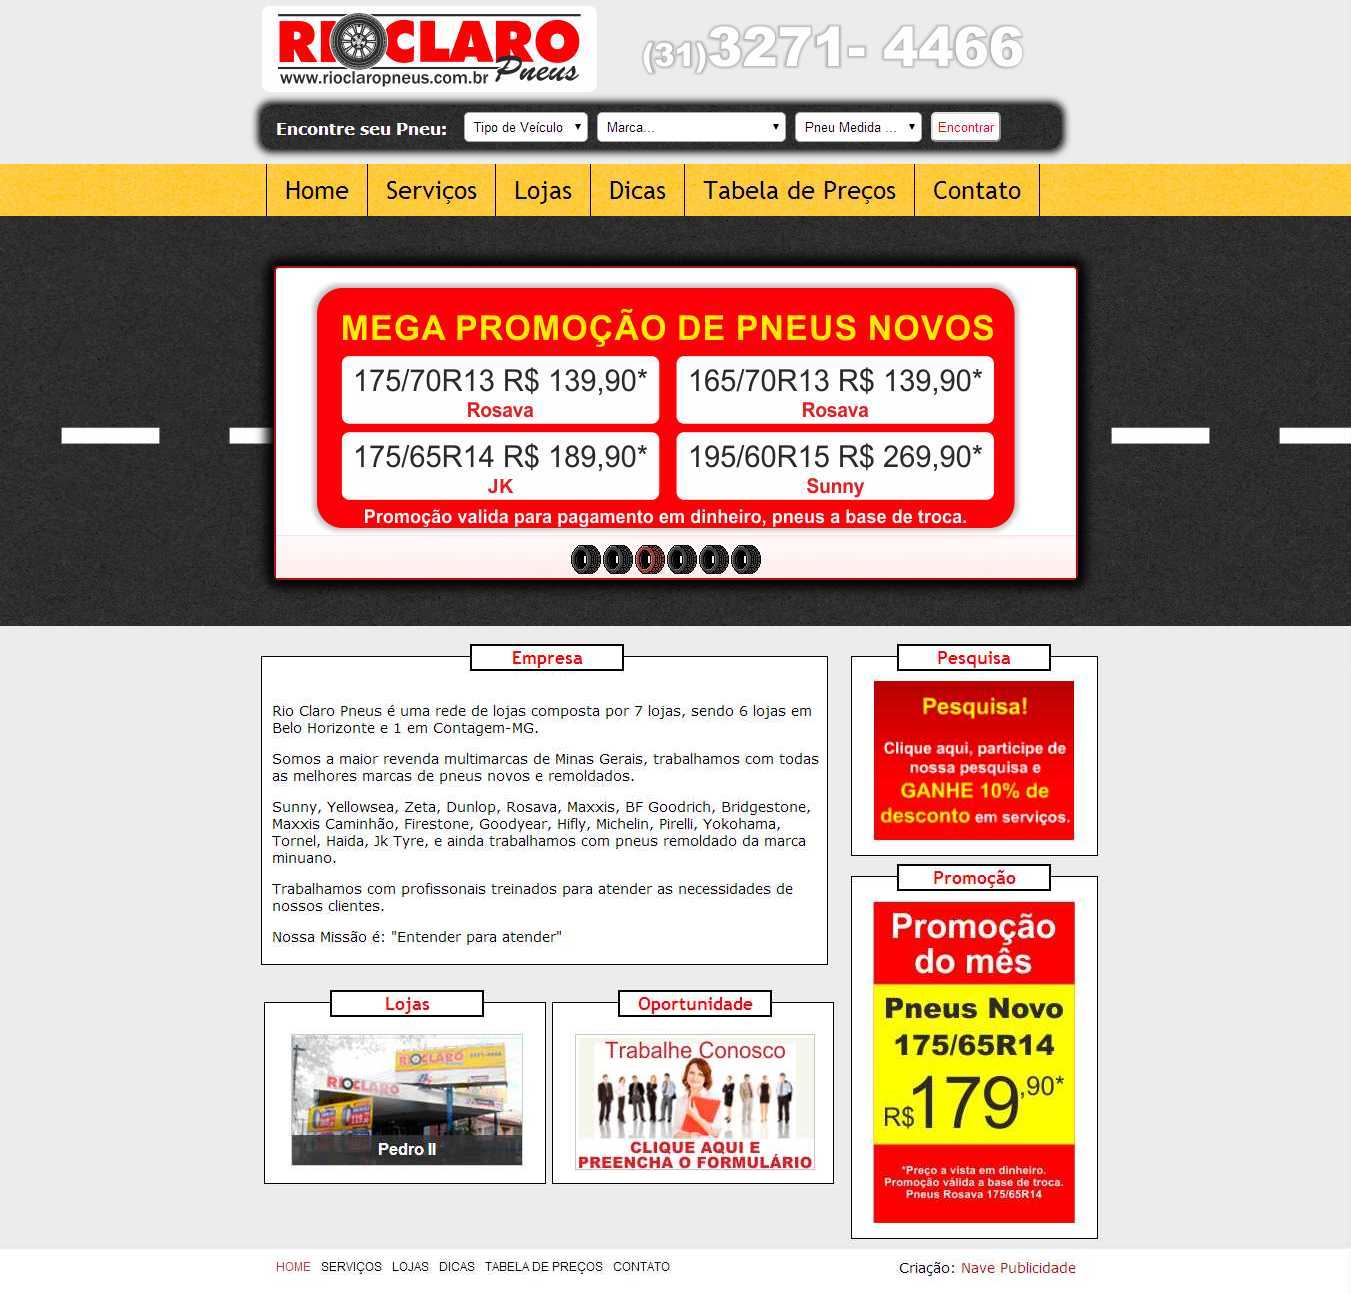 RIOCLARO
www.rioclaropneus.com.br Pneus
(31)3271- 4466
Encontre seu Pneu: Tipo de Veículo Marca... Pneu Medida ... Encontrar
Home Serviços Lojas Dicas Tabela de Preços Contato
MEGA PROMOÇÃO DE PNEUS NOVOS
175/70R13 R$ 139,90* 165/70R13 R$ 139,90*
Rosava Rosava
175/65R14 R$ 189,90* 195/60R15 R$ 269,90*
JK Sunny
Promoção valida para pagamento em dinheiro, pneus a base de troca.
Empresa
Rio Claro Pneus é uma rede de lojas composta por 7 lojas, sendo 6 lojas em
Belo Horizonte e 1 em Contagem-MG.
Somos a maior revenda multimarcas de Minas Gerais, trabalhamos com todas
as melhores marcas de pneus novos e remoldados.
Sunny, Yellowsea, Zeta, Dunlop, Rosava, Maxxis, BF Goodrich, Bridgestone,
Maxxis Caminhão, Firestone, Goodyear, Hifly, Michelin, Pirelli, Yokohama,
Tornel, Haida, Jk Tyre, e ainda trabalhamos com pneus remoldado da marca
minuano.
Trabalhamos com profissonais treinados para atender as necessidades de
nossos clientes.
Nossa Missão é: "Entender para atender"
Pesquisa
Pesquisa!
Clique aqui, participe de
nossa pesquisa e
GANHE 10% de
desconto em serviços.
Promoção
Promoção
do mês
Pneus Novo
175/65R14
R$179,90*
*Preço a vista em dinheiro.
Promoção válida a base de troca.
Pneus Rosava 175/65R14
Lojas
RIOCLARO 3271-4466
RIOCLARO
Pedro II
Oportunidade
Trabalhe Conosco
CLIQUE AQUI E
PREENCHA O FORMULÁRIO
HOME SERVIÇOS LOJAS DICAS TABELA DE PREÇOS CONTATO
Criação: Nave Publicidade